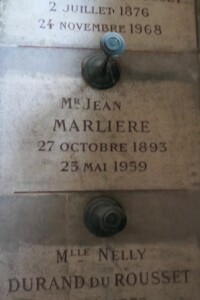 2 JUILLET 1876
24 NOVEMBRE 1968
MR JEAN
MARLIERE
27 OCTOBRE 1893
25 MAI 1959
MLLE NELLY
DURAND DU ROUSSET